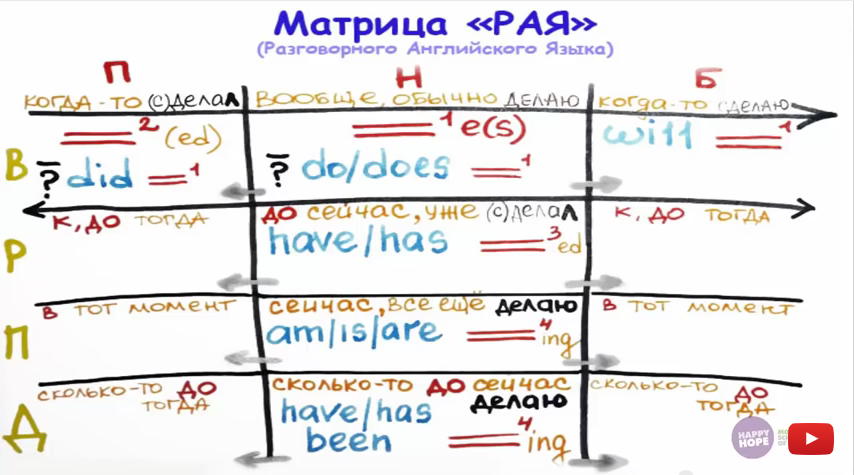 Матрица «РАЯ»
(Разговорного Английского Языка)
П Н Б
КОГДА-ТО (С)ДЕЛАЛ ВООБЩЕ, ОБЫЧНО ДЕЛАЮ КОГДА-ТО СДЕЛАЮ
В
2 (ed) 1 e(s) will 1
? did 1 ? do/does 1
Р
К, ДО ТОГДА ДО СЕЙЧАС, УЖЕ (С)ДЕЛАЛ К, ДО ТОГДА
have/has 3 ed
П
В ТОТ МОМЕНТ СЕЙЧАС, ВСЕ ЕЩЁ ДЕЛАЮ В ТОТ МОМЕНТ
am/is/are 4 ing
Д
СКОЛЬКО-ТО ДО ТОГДА СКОЛЬКО-ТО ДО СЕЙЧАС ДЕЛАЮ СКОЛЬКО-ТО ДО ТОГДА
have/has
been 4 ing
HAPPY
HOPE